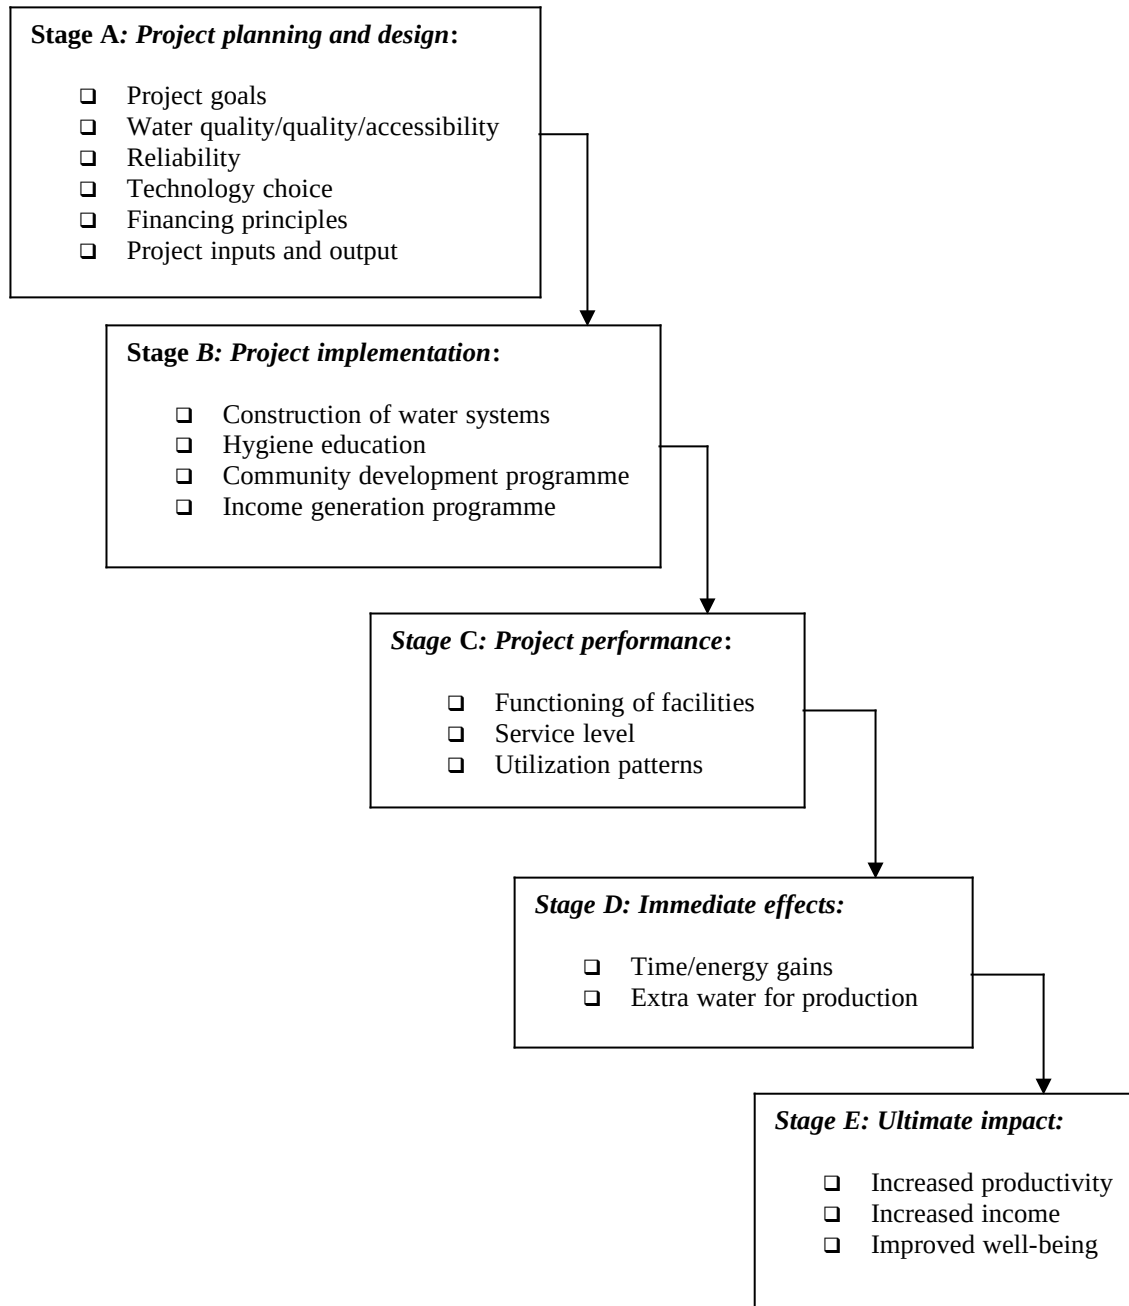 Stage A: Project planning and design:
❑ Project goals
❑ Water quality/quality/accessibility
❑ Reliability
❑ Technology choice
❑ Financing principles
❑ Project inputs and output
Stage B: Project implementation:
❑ Construction of water systems
❑ Hygiene education
❑ Community development programme
❑ Income generation programme
Stage C: Project performance:
❑ Functioning of facilities
❑ Service level
❑ Utilization patterns
Stage D: Immediate effects:
❑ Time/energy gains
❑ Extra water for production
Stage E: Ultimate impact:
❑ Increased productivity
❑ Increased income
❑ Improved well-being